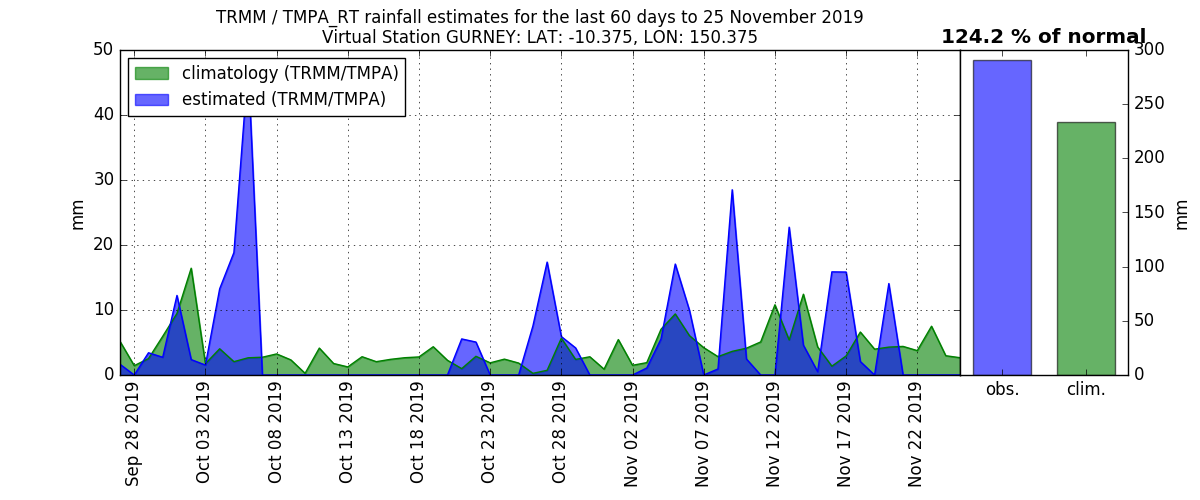 TRMM / TMPA_RT rainfall estimates for the last 60 days to 25 November 2019
Virtual Station GURNEY: LAT: -10.375, LON: 150.375
124.2 % of normal
climatology (TRMM/TMPA)
estimated (TRMM/TMPA)
50
40
30
20
10
0
mm
Sep 28 2019
Oct 03 2019
Oct 08 2019
Oct 13 2019
Oct 18 2019
Oct 23 2019
Oct 28 2019
Nov 02 2019
Nov 07 2019
Nov 12 2019
Nov 17 2019
Nov 22 2019
obs.
clim.
300
250
200
150
100
50
0
mm